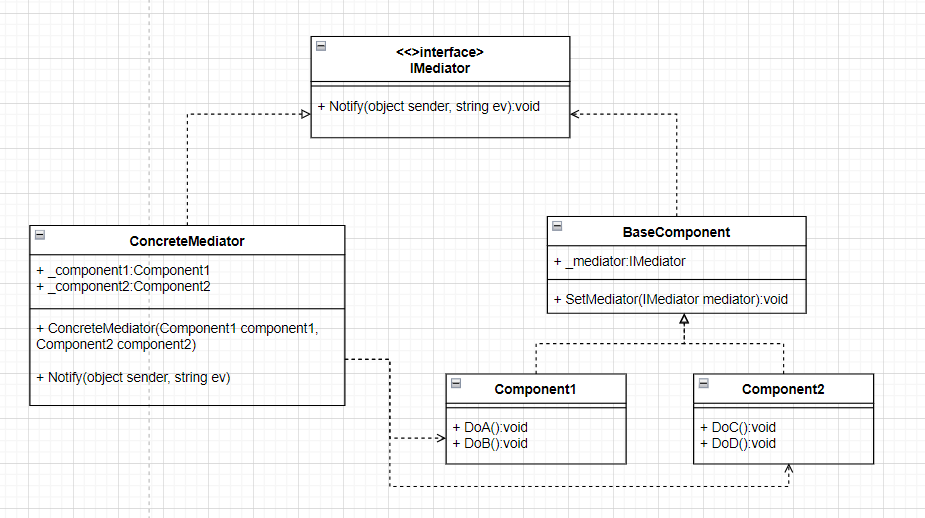 <<>interface>
IMediator
+ Notify(object sender, string ev):void
ConcreteMediator
+ _component1:Component1
+ _component2:Component2
+ ConcreteMediator(Component1 component1,
Component2 component2)
+ Notify(object sender, string ev)
BaseComponent
+ _mediator:IMediator
+ SetMediator(IMediator mediator):void
Component1
+ DoA():void
+ DoB():void
Component2
+ DoC():void
+ DoD():void